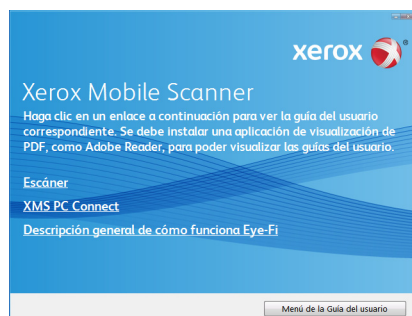 xerox
Xerox Mobile Scanner
Haga clic en un enlace a continuación para ver la guía del usuario
correspondiente. Se debe instalar una aplicación de visualización de
PDF, como Adobe Reader, para poder visualizar las guías del usuario.
Escáner
XMS PC Connect
Descripción general de cómo funciona Eye-Fi
Menú de la Guía del usuario